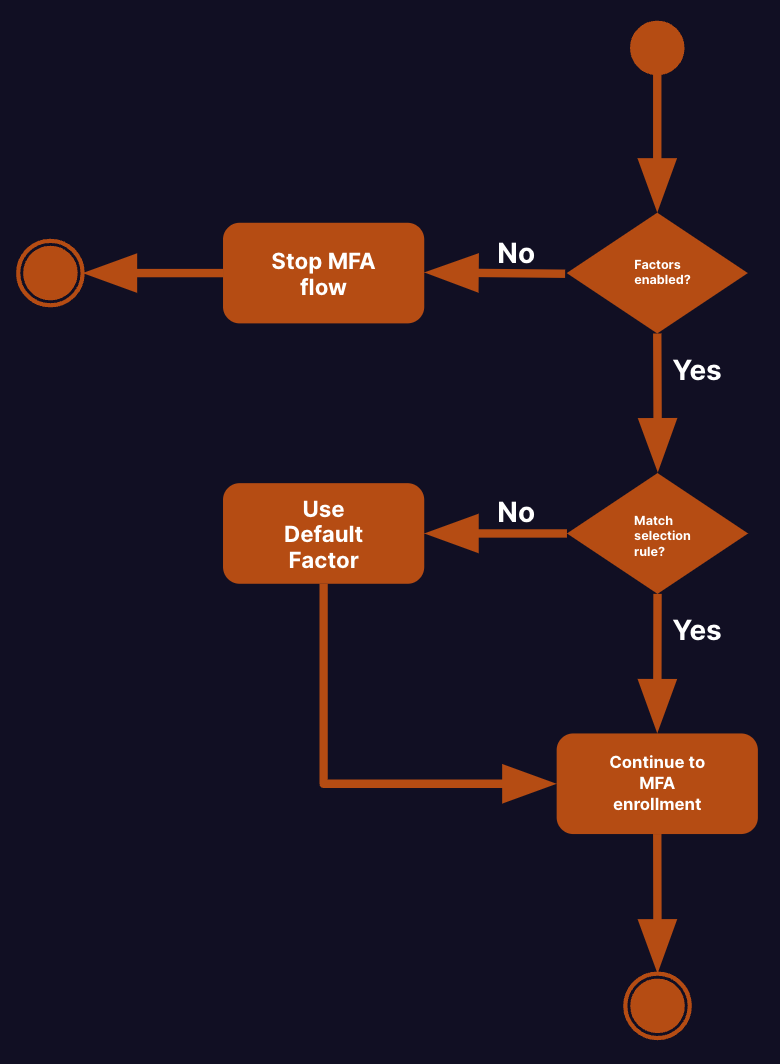 No
Stop MFA
flow
Factors
enabled?
Yes
No
Use
Default
Factor
Match
selection
rule?
Yes
Continue to
MFA
enrollment